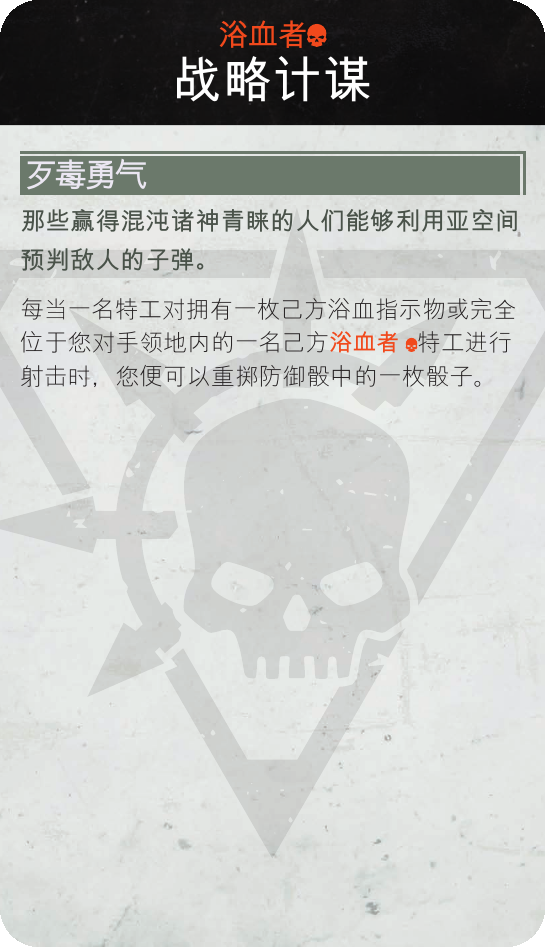 浴血者
战略计谋
歹毒勇气
那些赢得混沌诸神青睐的人们能够利用亚空间
预判敌人的子弹。
每当一名特工对拥有一枚己方浴血指示物或完全
位于您对手领地内的一名己方浴血者特工进行
射击时，您便可以重掷防御骰中的一枚骰子。